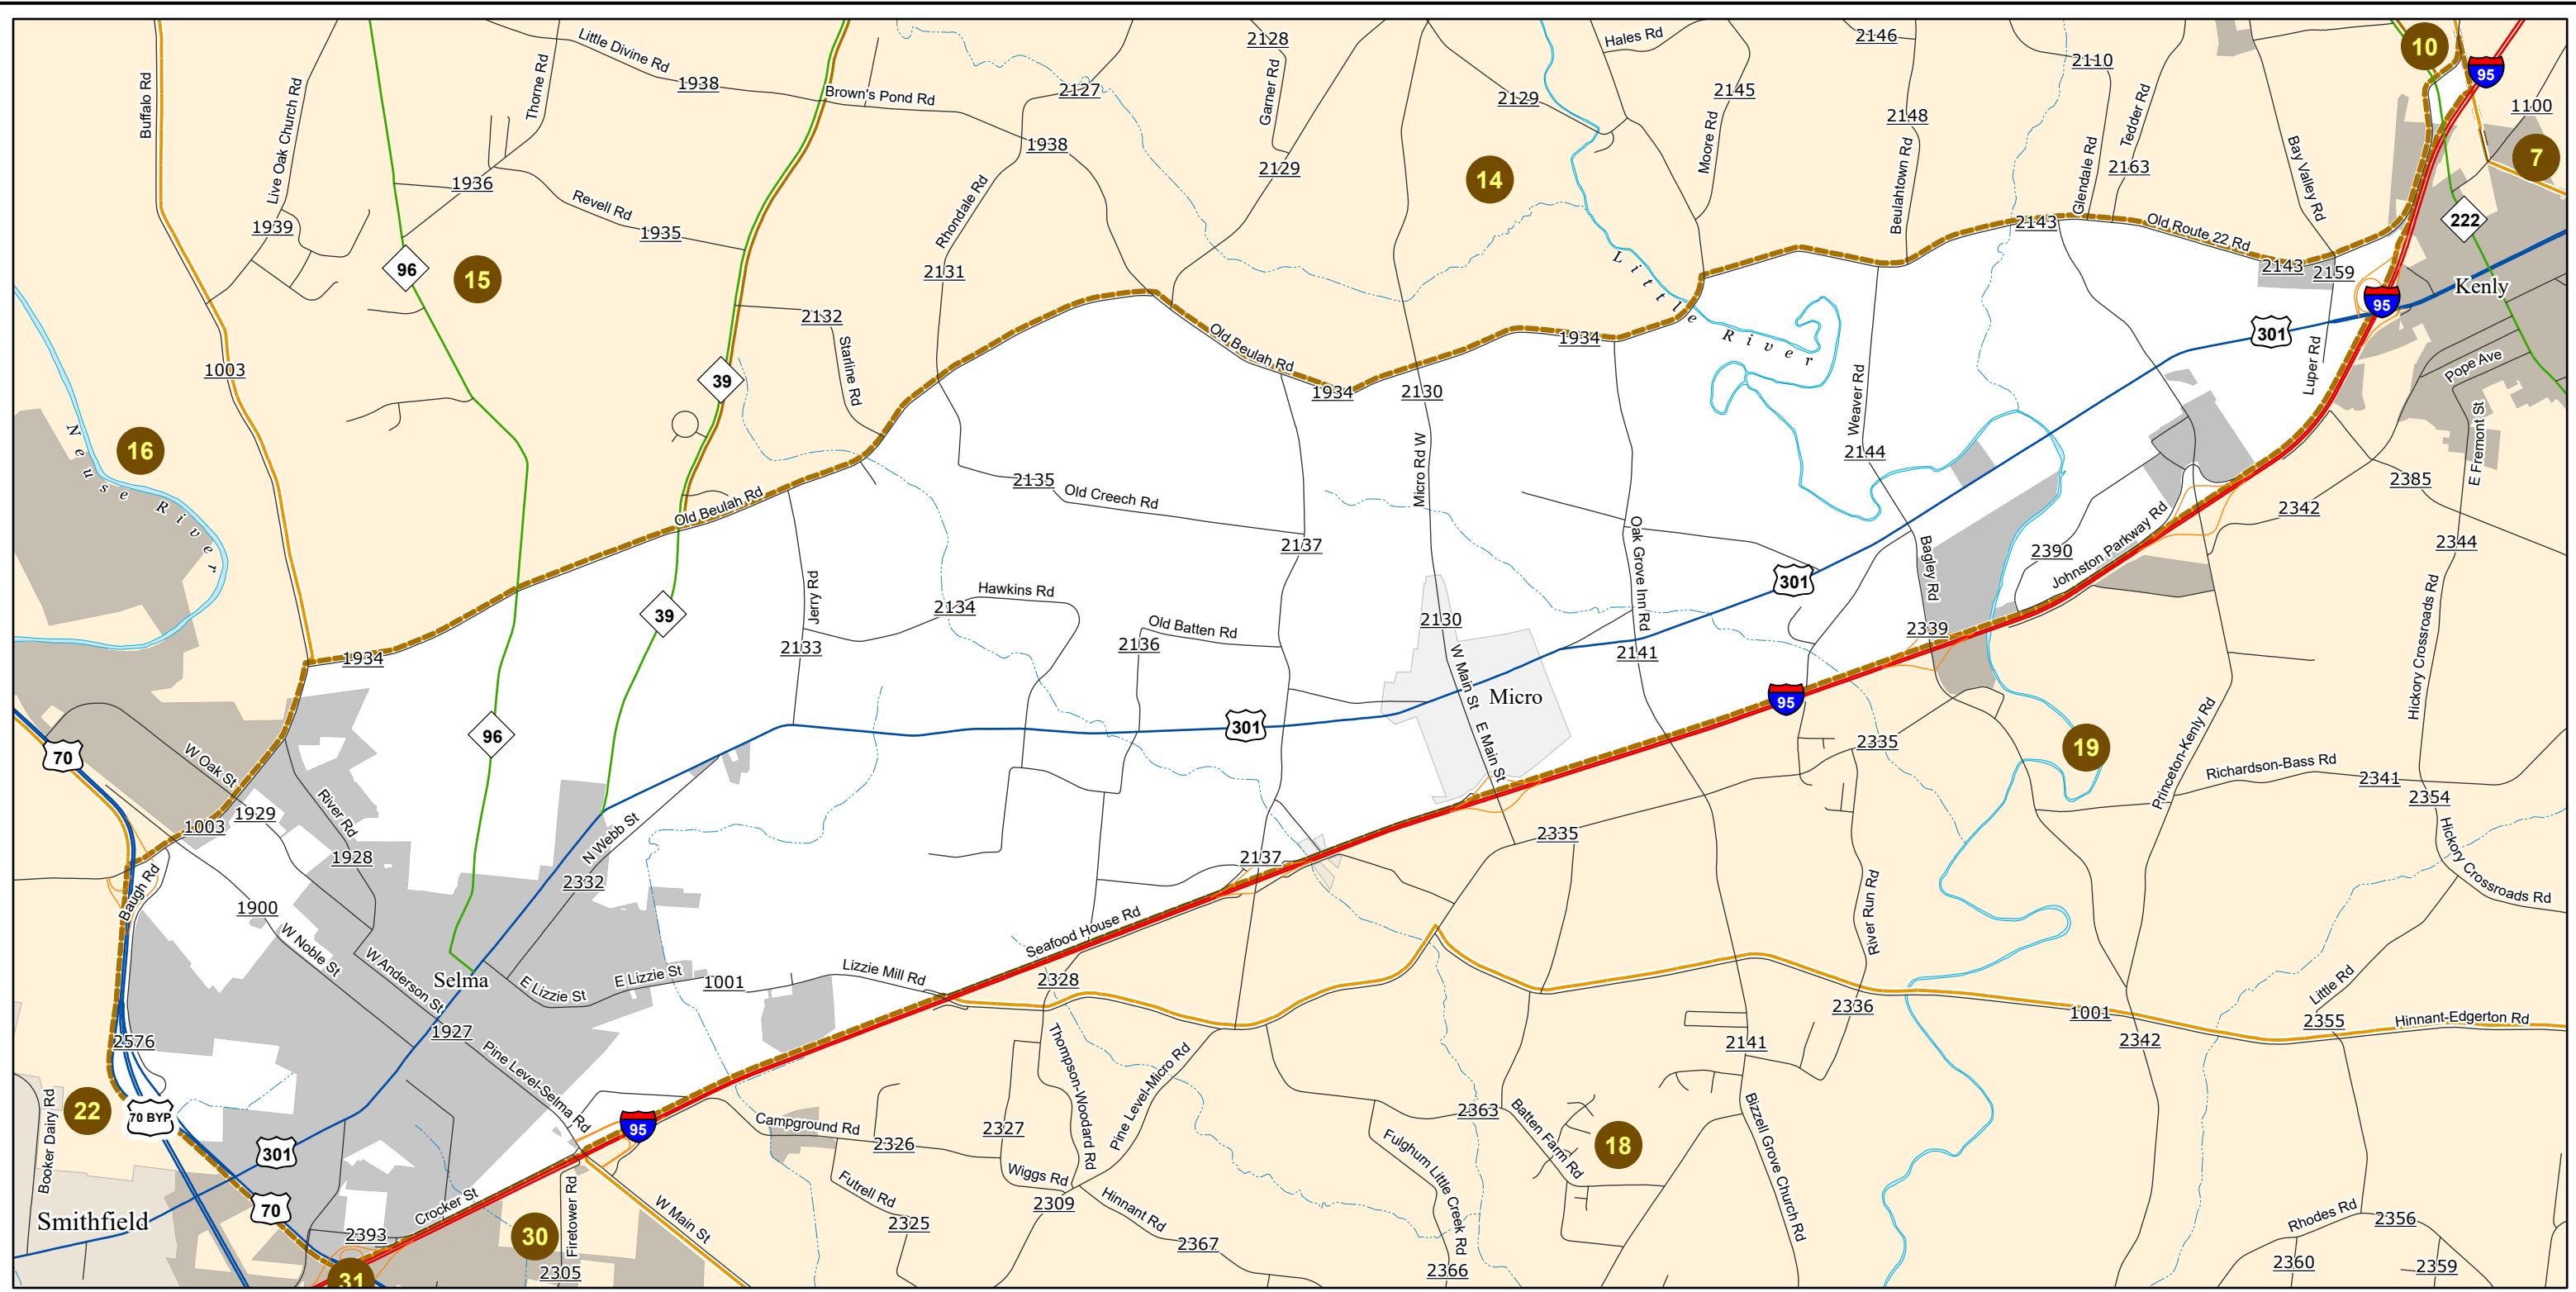 Little Divine Rd
1938
Buffalo Rd
Live Oak Church Rd
Thorne Rd
Brown's Pond Rd
2127
2128
Garner Rd
2129
Hales Rd
2129
2145
Moore Rd
2146
2148
Beulahtown Rd
2110
Glendale Rd
Tedder Rd
2163
Bay Valley Rd
10
95
1100
7
222
1936
Revell Rd
1935
1939
96
15
1938
Rhondale Rd
2131
14
Little River
2143
Old Route 22 Rd
2143
2159
95
Kenly
301
Luper Rd
Pope Ave
E Fremont St
1003
2132
Starline Rd
39
Old Beulah Rd
1934
2130
1934
Weaver Rd
2144
16
Neuse River
Old Beulah Rd
2135
Old Creech Rd
2137
Micro Rd W
Oak Grove Inn Rd
301
Bagley Rd
2390
Johnston Parkway Rd
2342
2385
2344
Hickory Crossroads Rd
1934
39
Jerry Rd
2133
2134
Hawkins Rd
2136
Old Batten Rd
2130
W Main St
E Main St
Micro
2141
2339
95
19
2335
Princeton-Kenly Rd
Richardson-Bass Rd
2341
2354
Hickory Crossroads Rd
70
W Oak St
96
301
1003
1929
River Rd
1928
N Webb St
2332
2137
2335
River Run Rd
Baugh Rd
1900
W Noble St
W Anderson St
Selma
E Lizzie St
E Lizzie St
1001
Lizzie Mill Rd
Seafood House Rd
2328
2336
1001
2342
Little Rd
2355
Hinnant-Edgerton Rd
2576
1927
Pine Level-Selma Rd
Thompson-Woodard Rd
Pine Level-Micro Rd
2141
Booker Dairy Rd
22
70 BYP
301
70
95
Campground Rd
2326
2327
Wiggs Rd
2309
Hinnant Rd
2367
2363
Fulghum Little Creek Rd
2366
Batten Farm Rd
18
Bizzell Grove Church Rd
Smithfield
2393
Crocker St
31
30
Firetower Rd
2305
W Main St
Futrell Rd
2325
Rhodes Rd
2356
2360
2359